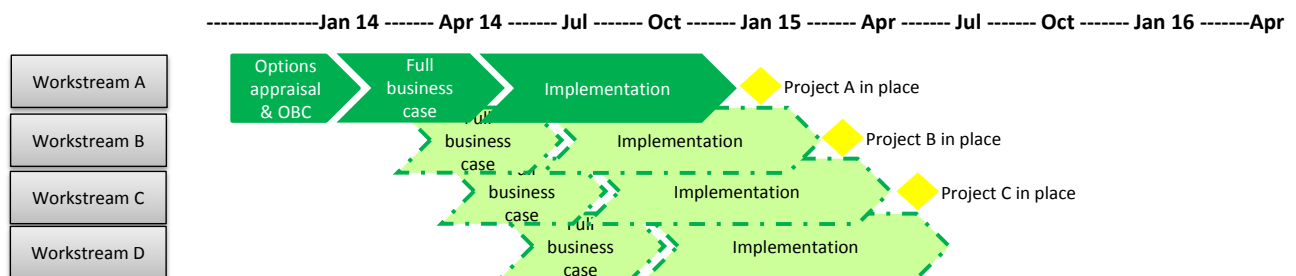 ----------------Jan 14 ------- Apr 14 ------- Jul ------- Oct ------- Jan 15 ------- Apr ------- Jul ------- Oct ------- Jan 16 -------Apr
Workstream A
Options
appraisal
& OBC
Full
business
case
Implementation
Project A in place
Workstream B
Full
business
case
Implementation
Project B in place
Workstream C
Full
business
case
Implementation
Project C in place
Workstream D
Full
business
case
Implementation